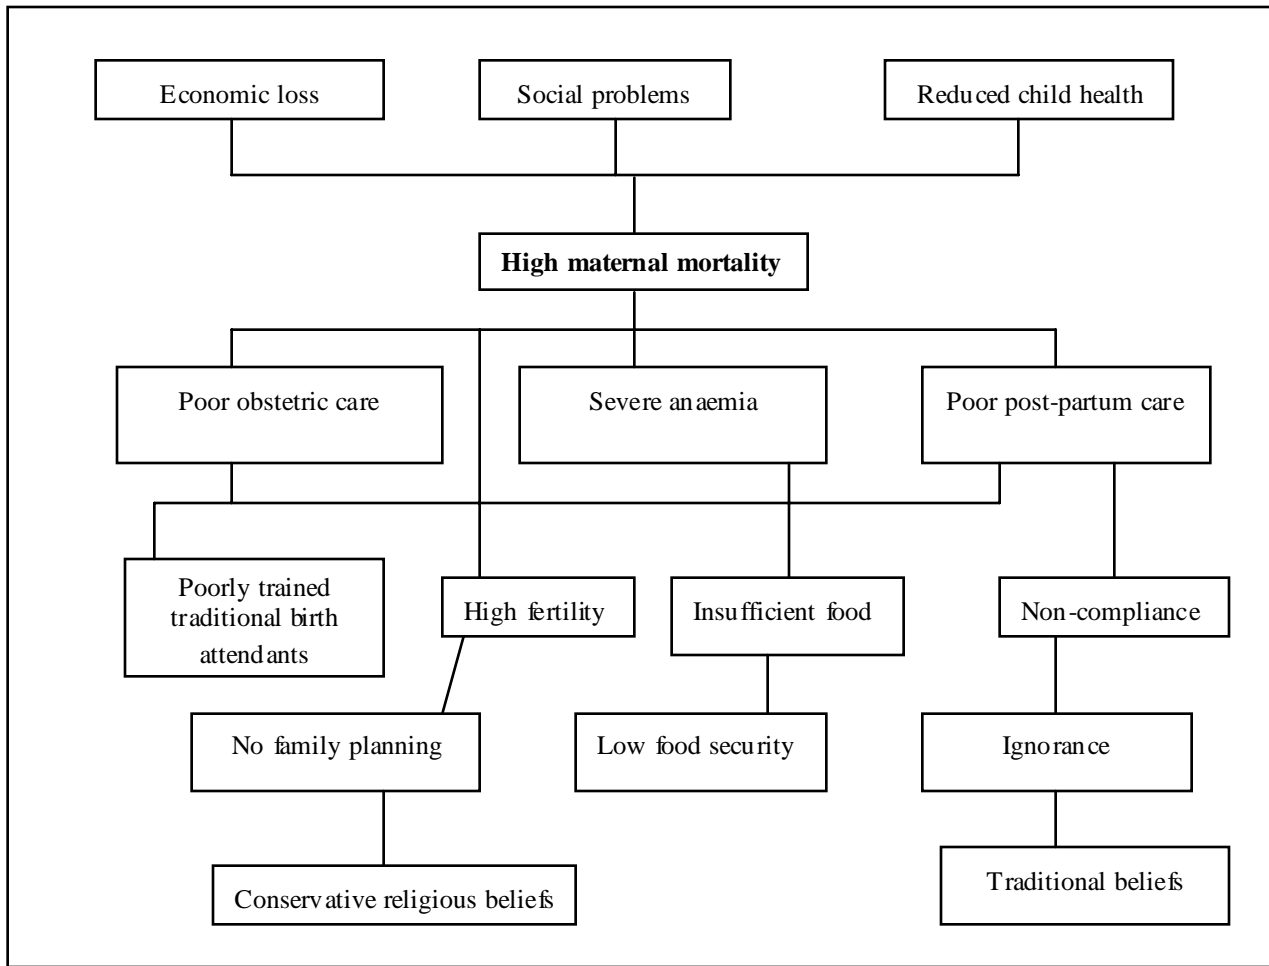 Economic loss
Social problems
Reduced child health
High maternal mortality
Poor obstetric care
Severe anaemia
Poor post-partum care
Poorly trained
traditional birth
attendants
High fertility
Insufficient food
Non-compliance
No family planning
Low food security
Ignorance
Conservative religious beliefs
Traditional beliefs